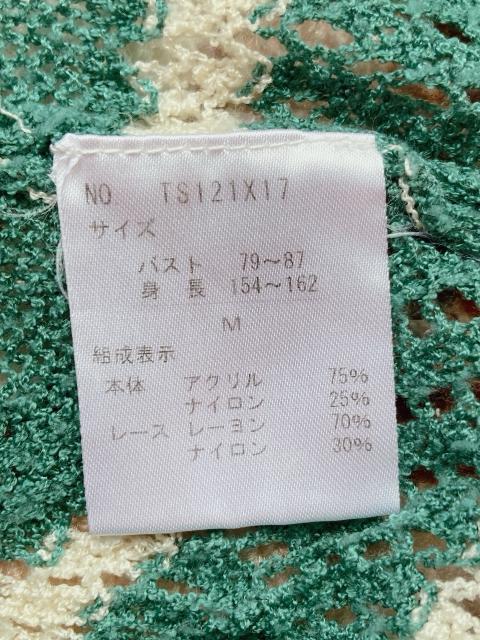 NO. TS121X17
サイズ
バスト 79～87
身 長 154～162
M
組成表示
本体 アクリル 75%
ナイロン 25%
レース レーヨン 70%
ナイロン 30%